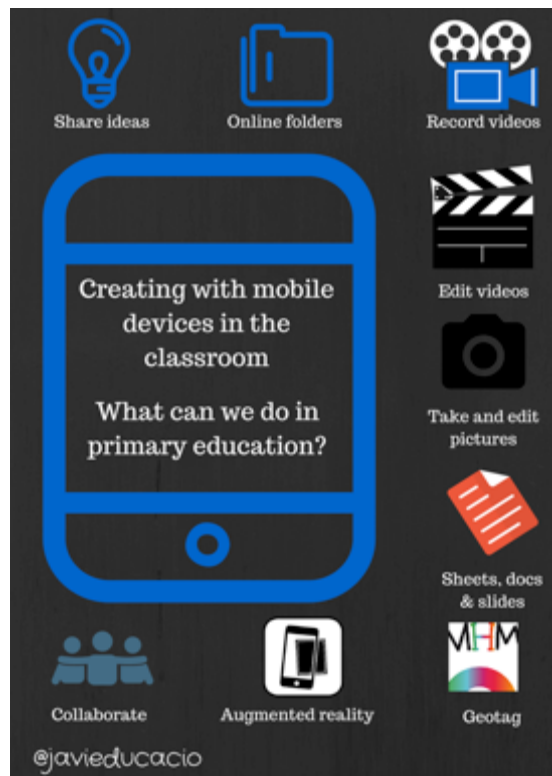 Share ideas
Online folders
Record videos
Creating with mobile
devices in the
classroom
What can we do in
primary education?
Edit videos
Take and edit
pictures
Sheets, docs
& slides
MHM
Collaborate
Augmented reality
Geotag
@javieducacio